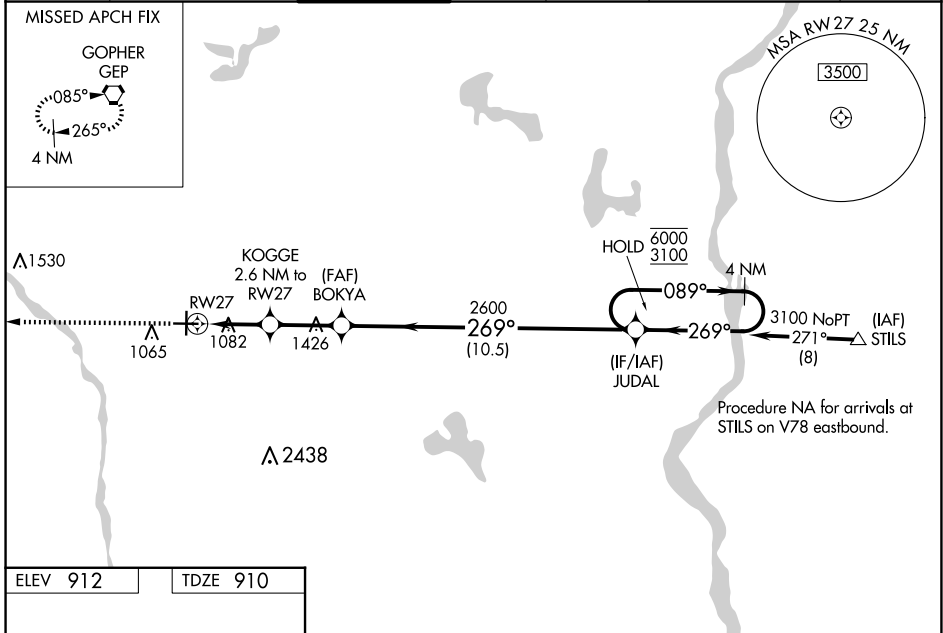 MISSED APCH FIX
GOPHER
GEP
085°
265°
4 NM
MSA RW27 25 NM
3500
1530
KOGGE
2.6 NM to
RW27
(FAF)
BOKYA
RW27
1065
1082
1426
2600
269°
(10.5)
HOLD
6000
3100
4 NM
089°
269°
(IF/IAF)
JUDAL
3100 NoPT
271°
(8)
(IAF)
STILS
Procedure NA for arrivals at
STILS on V78 eastbound.
2438
ELEV 912
TDZE 910